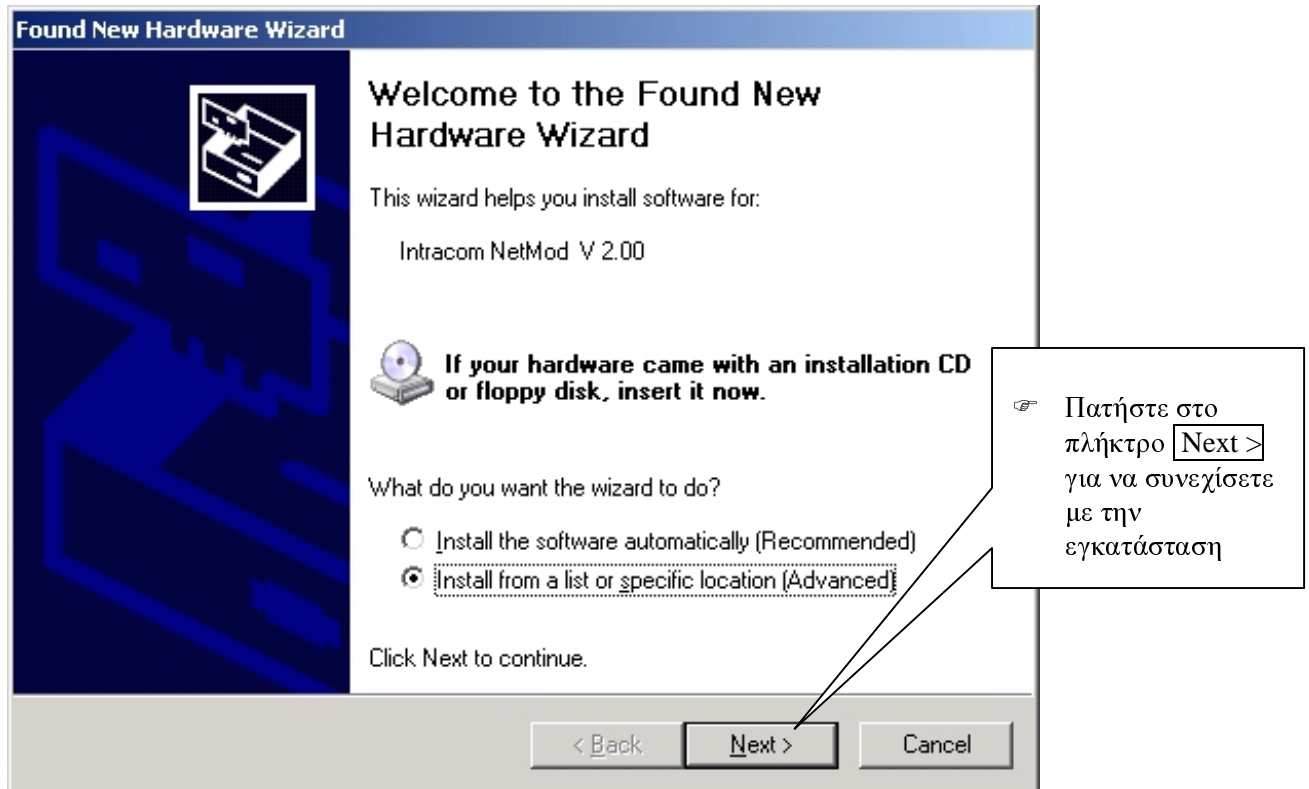 Found New Hardware Wizard
Welcome to the Found New
Hardware Wizard
This wizard helps you install software for:
Intracom NetMod V 2.00
If your hardware came with an installation CD
or floppy disk, insert it now.
What do you want the wizard to do?
Install the software automatically (Recommended)
Install from a list or specific location (Advanced)
Click Next to continue.
< Back
Next >
Cancel
☞ Πατήστε στο
πλήκτρο Next >
για να συνεχίσετε
με την
εγκατάσταση